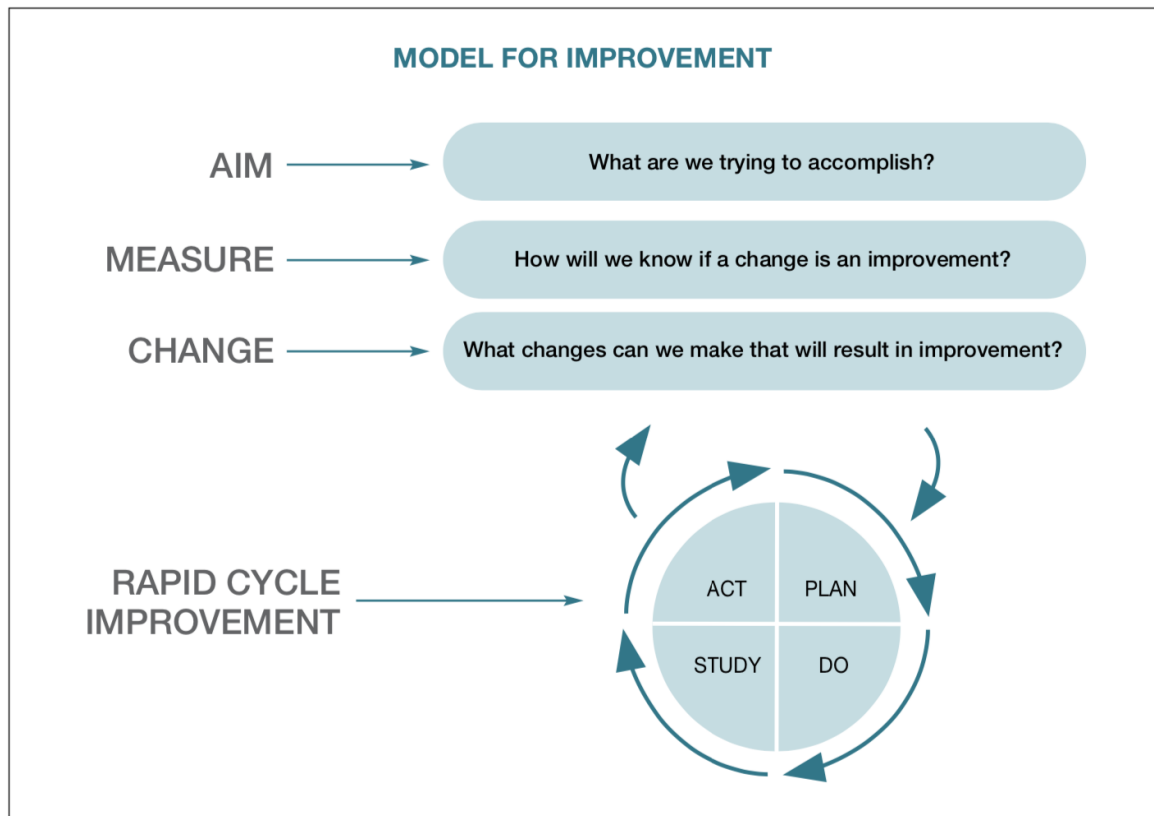 MODEL FOR IMPROVEMENT
AIM
What are we trying to accomplish?
MEASURE
How will we know if a change is an improvement?
CHANGE
What changes can we make that will result in improvement?
RAPID CYCLE
IMPROVEMENT
ACT
PLAN
STUDY
DO